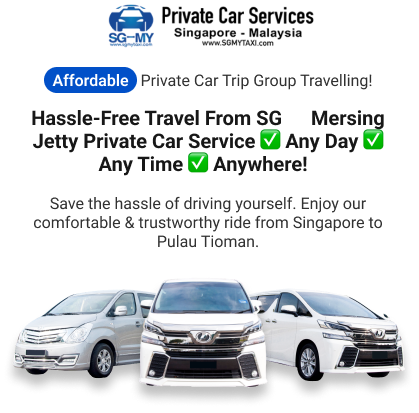 SG MY
www.sgmytaxi.com
Private Car Services
Singapore - Malaysia
www.SGMYTAXI.com
Affordable Private Car Trip Group Travelling!
Hassle-Free Travel From SG Mersing
Jetty Private Car Service ✅ Any Day ✅
Any Time ✅ Anywhere!
Save the hassle of driving yourself. Enjoy our
comfortable & trustworthy ride from Singapore to
Pulau Tioman.